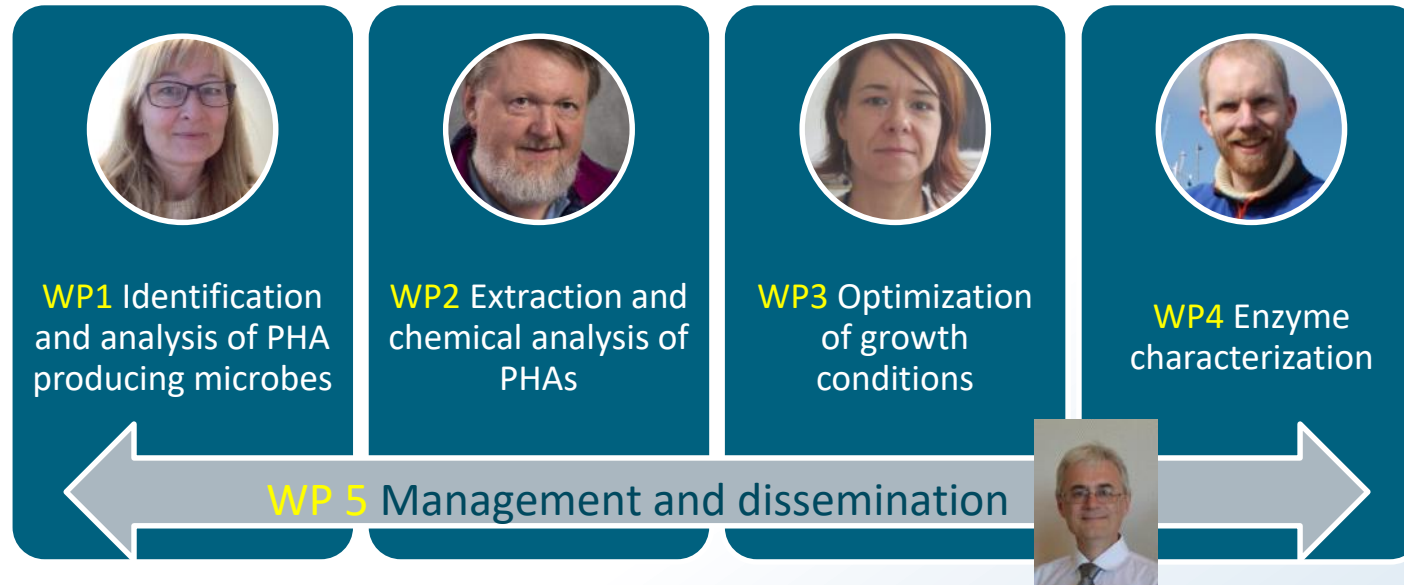 WP1 Identification
and analysis of PHA
producing microbes
WP2 Extraction and
chemical analysis of
PHAs
WP3 Optimization
of growth
conditions
WP4 Enzyme
characterization
WP 5 Management and dissemination